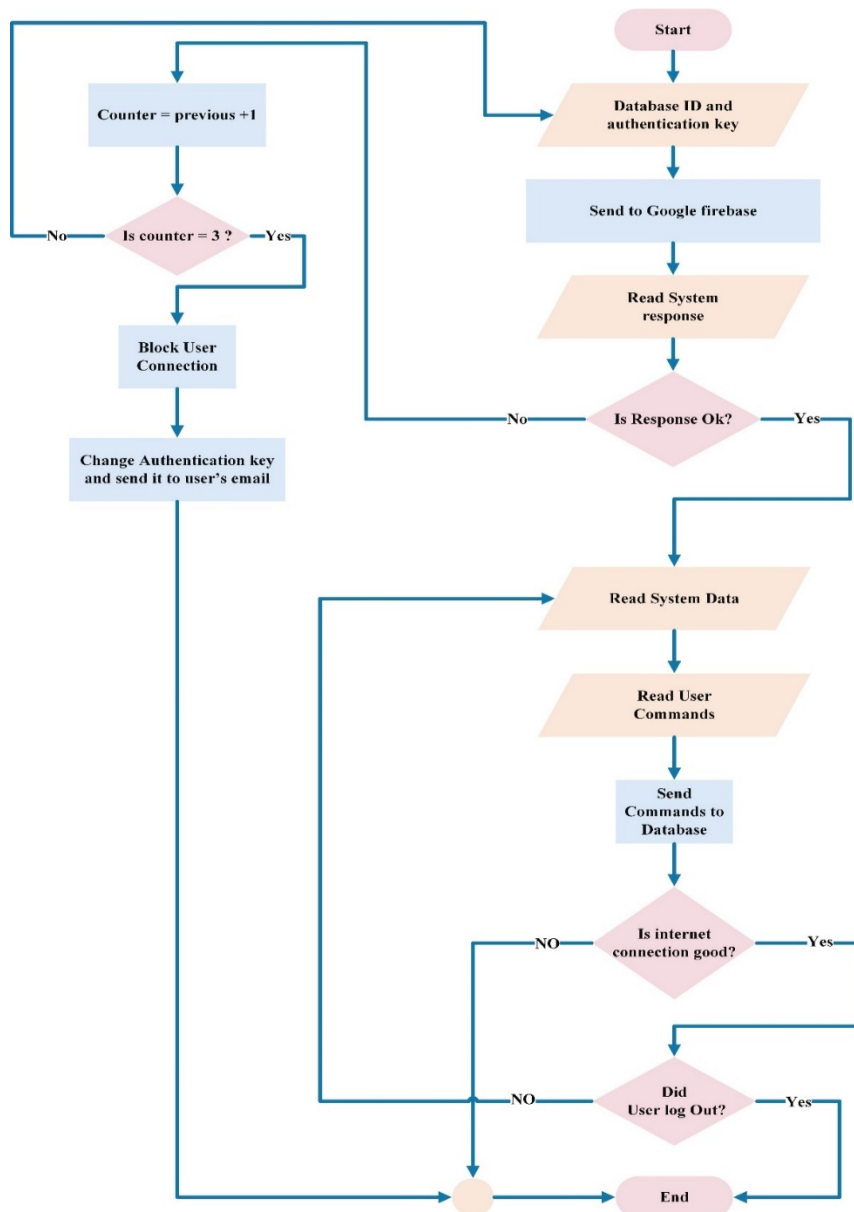 Start
Database ID and
authentication key
Send to Google firebase
Read System
response
Is Response Ok?
No
Yes
Counter = previous +1
Is counter = 3 ?
No
Yes
Block User
Connection
Change Authentication key
and send it to user's email
Read System Data
Read User
Commands
Send
Commands to
Database
Is internet
connection good?
NO
Yes
Did
User log Out?
NO
Yes
End